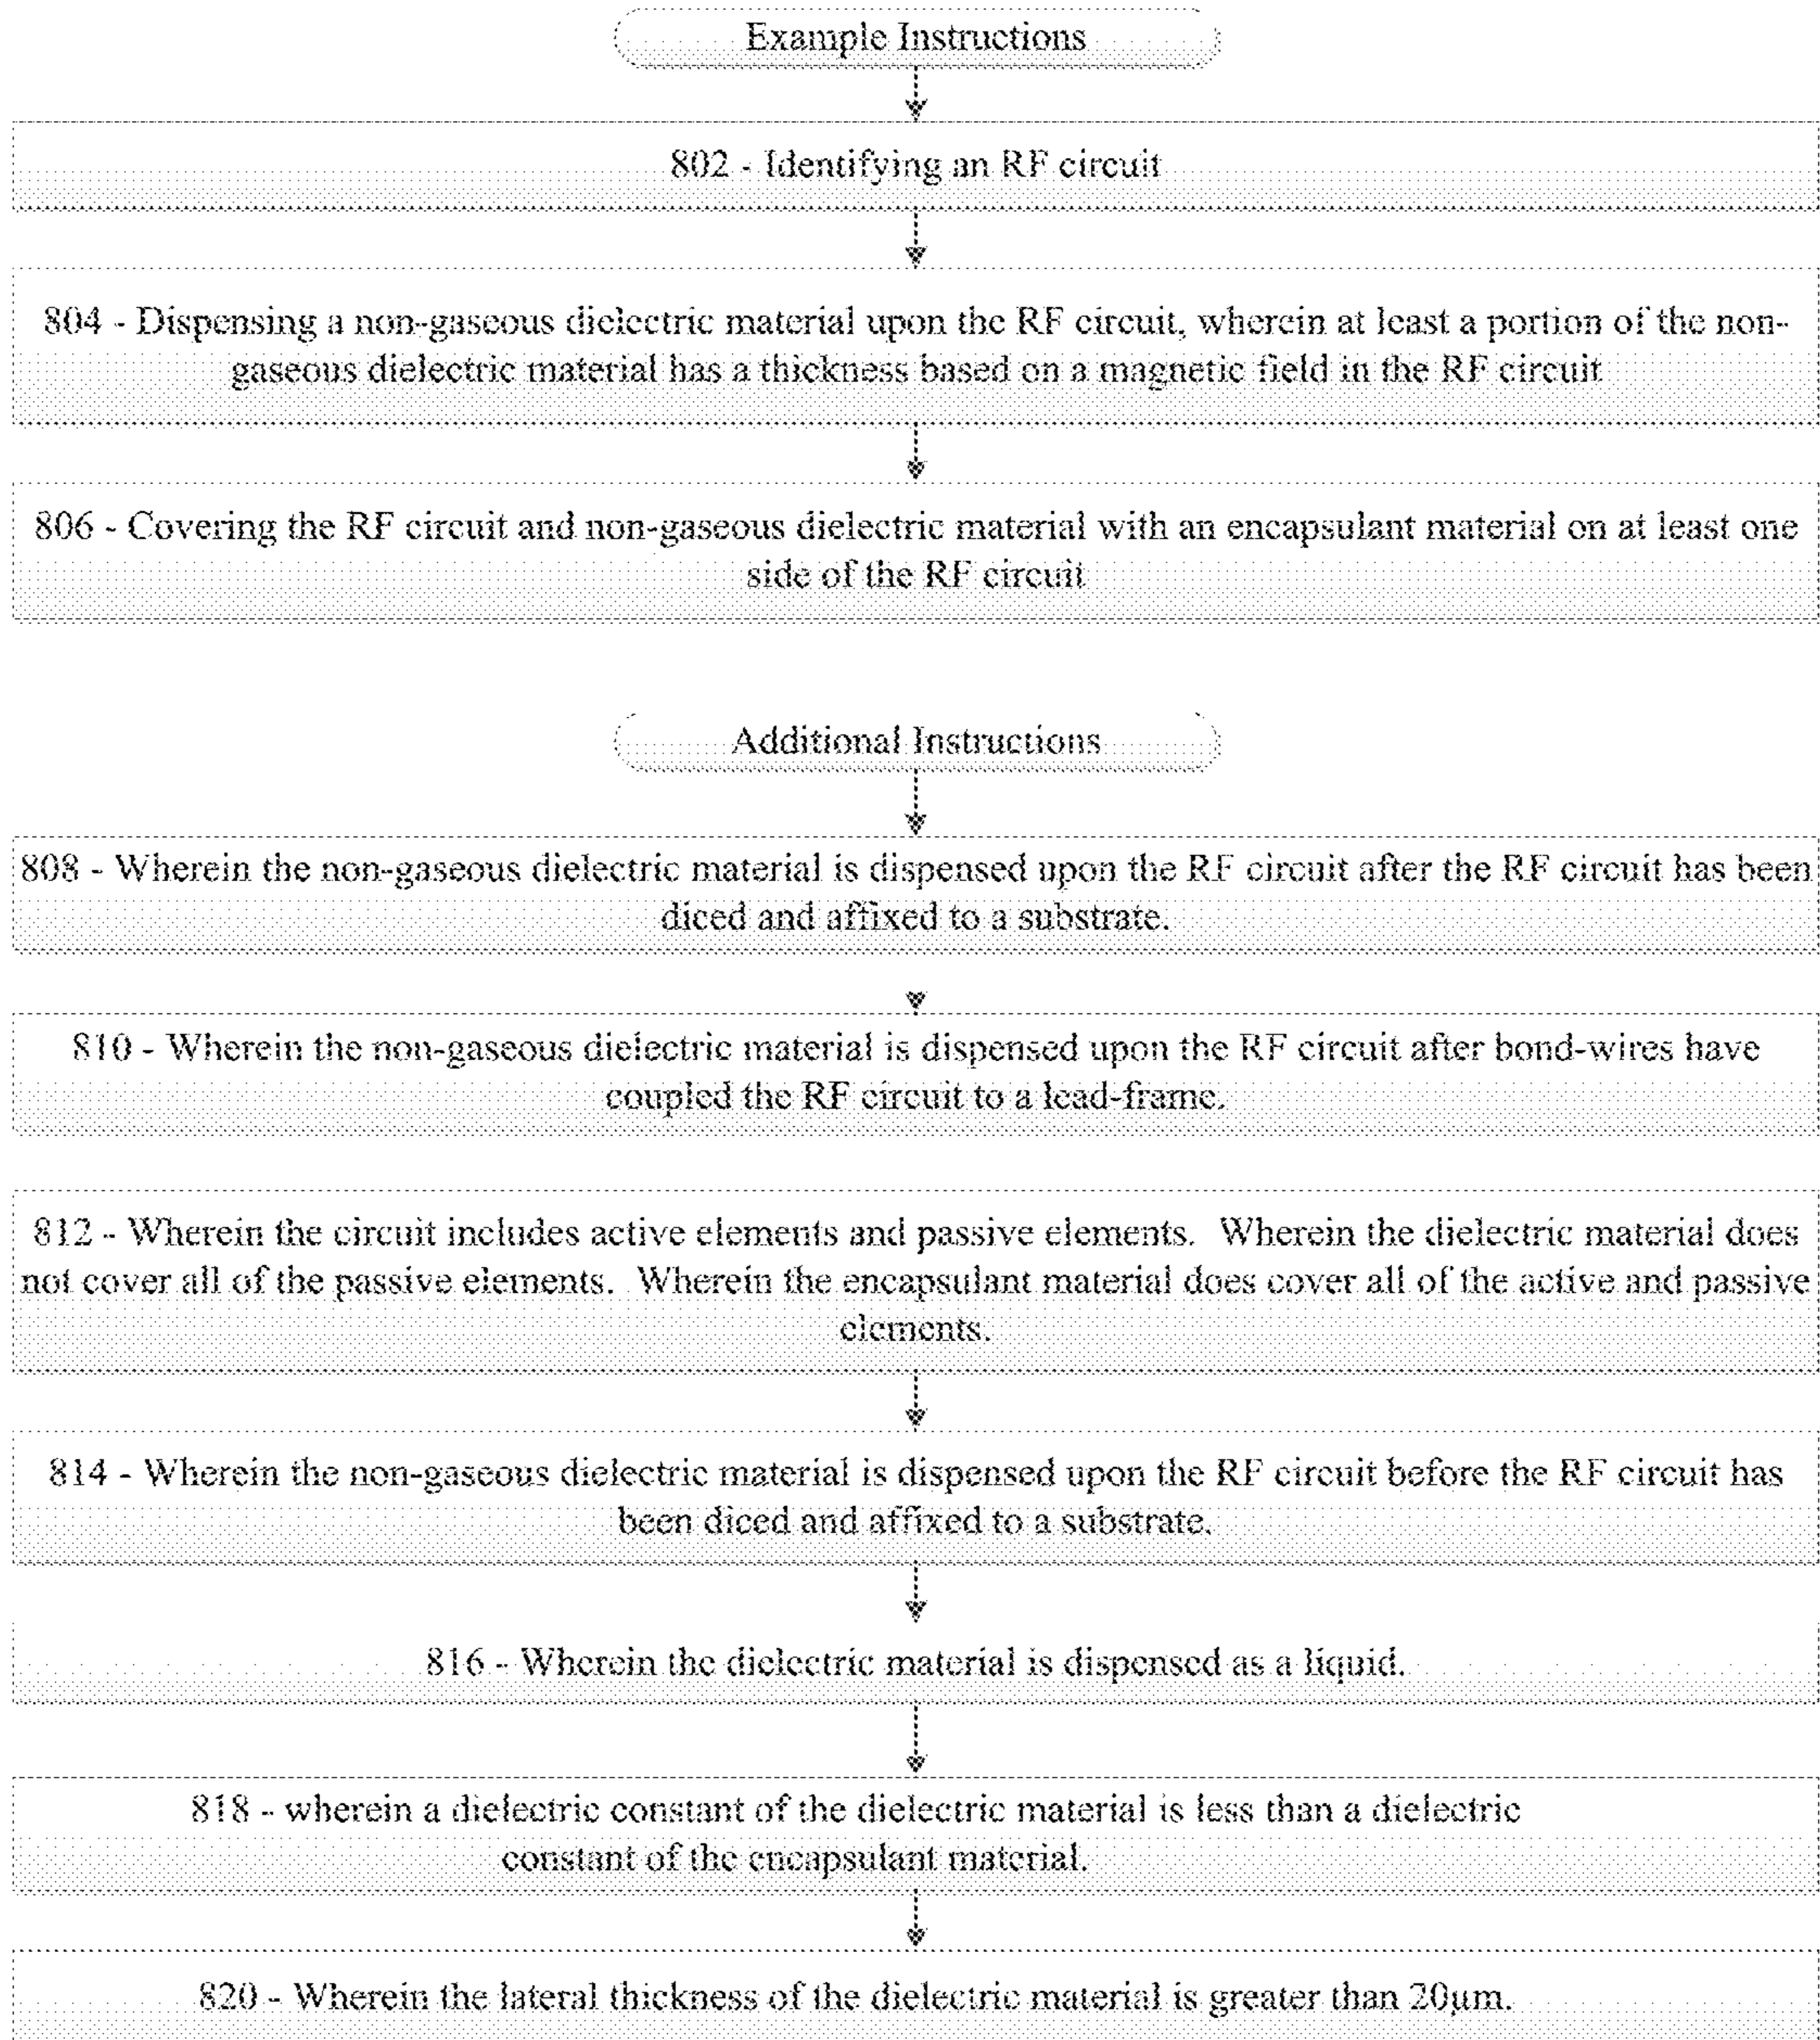 Example Instructions
802 - Identifying an RF circuit
804 - Dispensing a non-gaseous dielectric material upon the RF circuit, wherein at least a portion of the non-
gaseous dielectric material has a thickness based on a magnetic field in the RF circuit
806 - Covering the RF circuit and non-gaseous dielectric material with an encapsulant material on at least one
side of the RF circuit
Additional Instructions
808 - Wherein the non-gaseous dielectric material is dispensed upon the RF circuit after the RF circuit has been
diced and affixed to a substrate.
810 - Wherein the non-gaseous dielectric material is dispensed upon the RF circuit after bond-wires have
coupled the RF circuit to a lead-frame.
812 - Wherein the circuit includes active elements and passive elements. Wherein the dielectric material does
not cover all of the passive elements. Wherein the encapsulant material does cover all of the active and passive
elements.
814 - Wherein the non-gaseous dielectric material is dispensed upon the RF circuit before the RF circuit has
been diced and affixed to a substrate.
816 - Wherein the dielectric material is dispensed as a liquid.
818 - wherein a dielectric constant of the dielectric material is less than a dielectric
constant of the encapsulant material.
820 - Wherein the lateral thickness of the dielectric material is greater than 20μm.